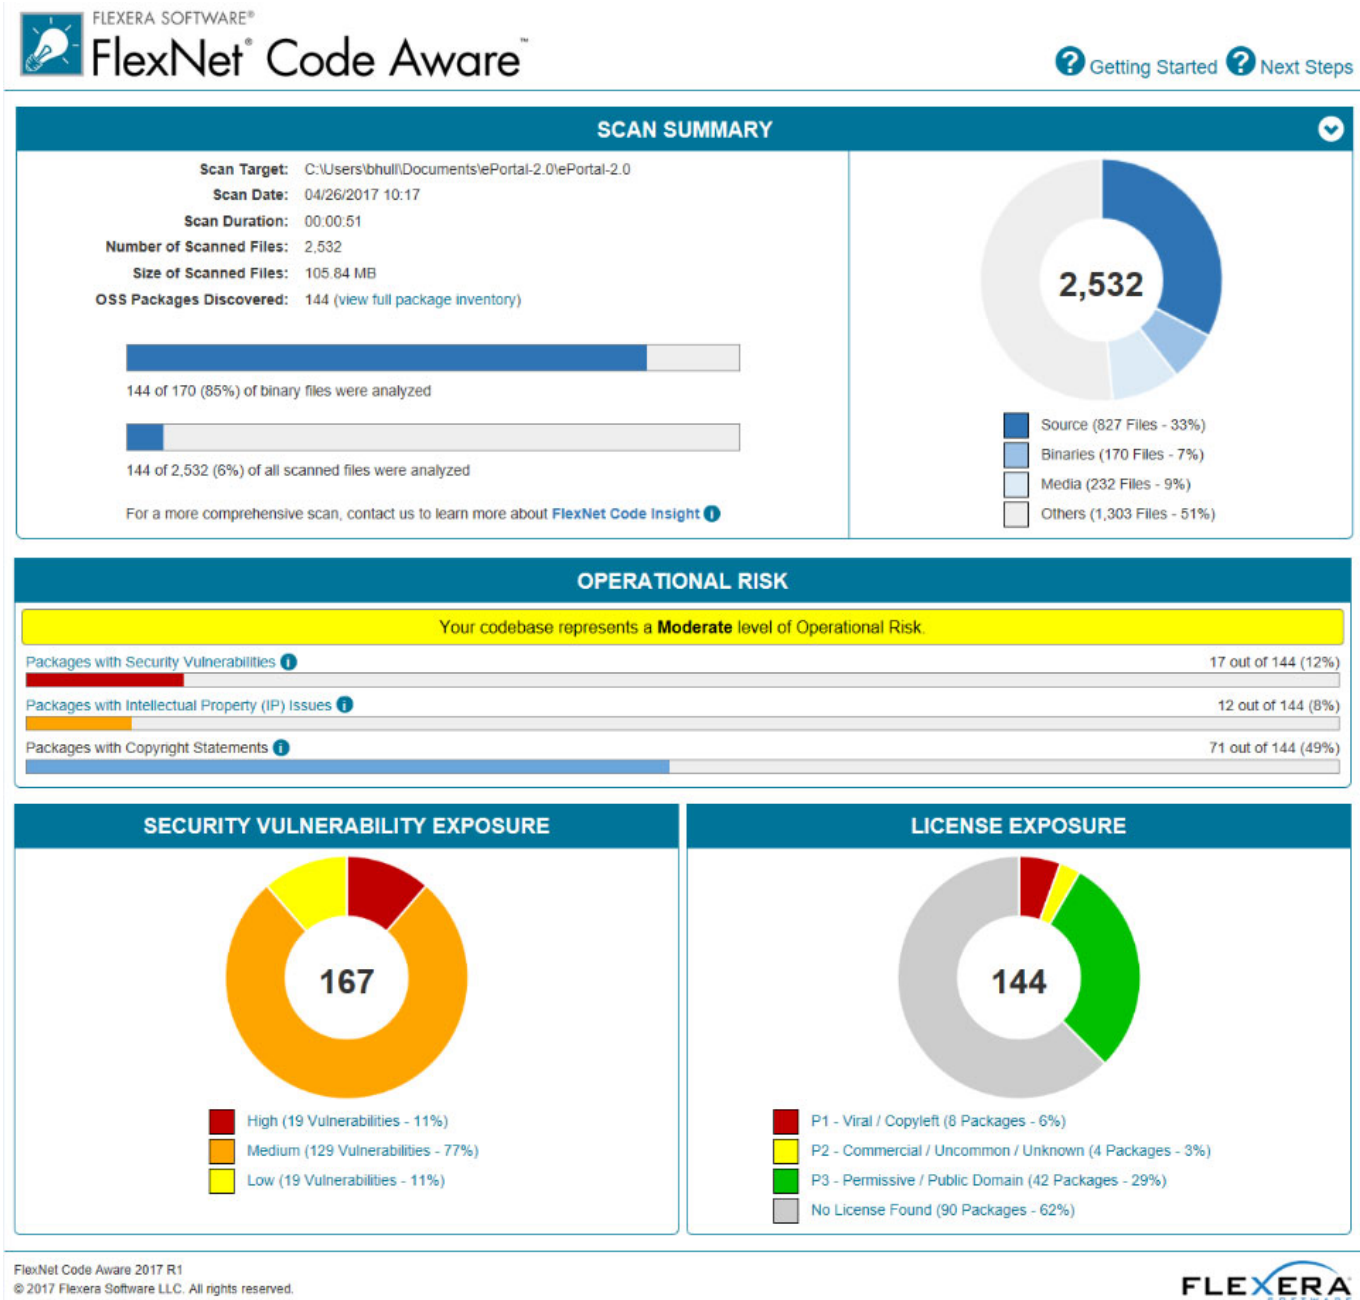 FLEXERA SOFTWARE®
FlexNet® Code Aware™
? Getting Started ? Next Steps
SCAN SUMMARY
Scan Target: C:\Users\bhull\Documents\ePortal-2.0\ePortal-2.0
Scan Date: 04/26/2017 10:17
Scan Duration: 00:00:51
Number of Scanned Files: 2,532
Size of Scanned Files: 105.84 MB
OSS Packages Discovered: 144 (view full package inventory)
144 of 170 (85%) of binary files were analyzed
144 of 2,532 (6%) of all scanned files were analyzed
For a more comprehensive scan, contact us to learn more about FlexNet Code Insight i
2,532
Source (827 Files - 33%)
Binaries (170 Files - 7%)
Media (232 Files - 9%)
Others (1,303 Files - 51%)
OPERATIONAL RISK
Your codebase represents a Moderate level of Operational Risk.
Packages with Security Vulnerabilities i 17 out of 144 (12%)
Packages with Intellectual Property (IP) Issues i 12 out of 144 (8%)
Packages with Copyright Statements i 71 out of 144 (49%)
SECURITY VULNERABILITY EXPOSURE
167
High (19 Vulnerabilities - 11%)
Medium (129 Vulnerabilities - 77%)
Low (19 Vulnerabilities - 11%)
LICENSE EXPOSURE
144
P1 - Viral / Copyleft (8 Packages - 6%)
P2 - Commercial / Uncommon / Unknown (4 Packages - 3%)
P3 - Permissive / Public Domain (42 Packages - 29%)
No License Found (90 Packages - 62%)
FlexNet Code Aware 2017 R1
© 2017 Flexera Software LLC. All rights reserved.
FLEXERA
SOFTWARE